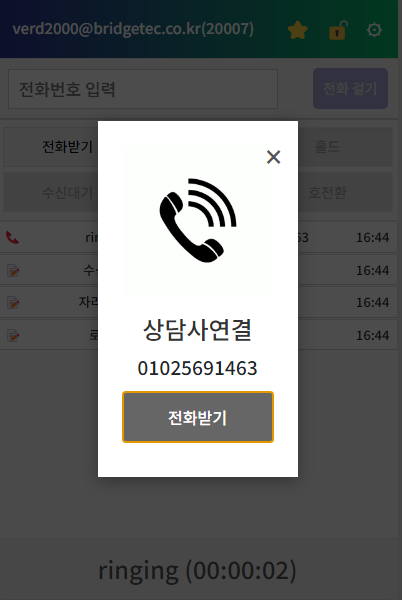 verd2000@bridgetec.co.kr(20007)
전화번호 입력
전화 걸기
전화받기
홀드
수신대기
호전환
16:44
16:44
16:44
16:44
상담사연결
01025691463
전화받기
ringing (00:00:02)